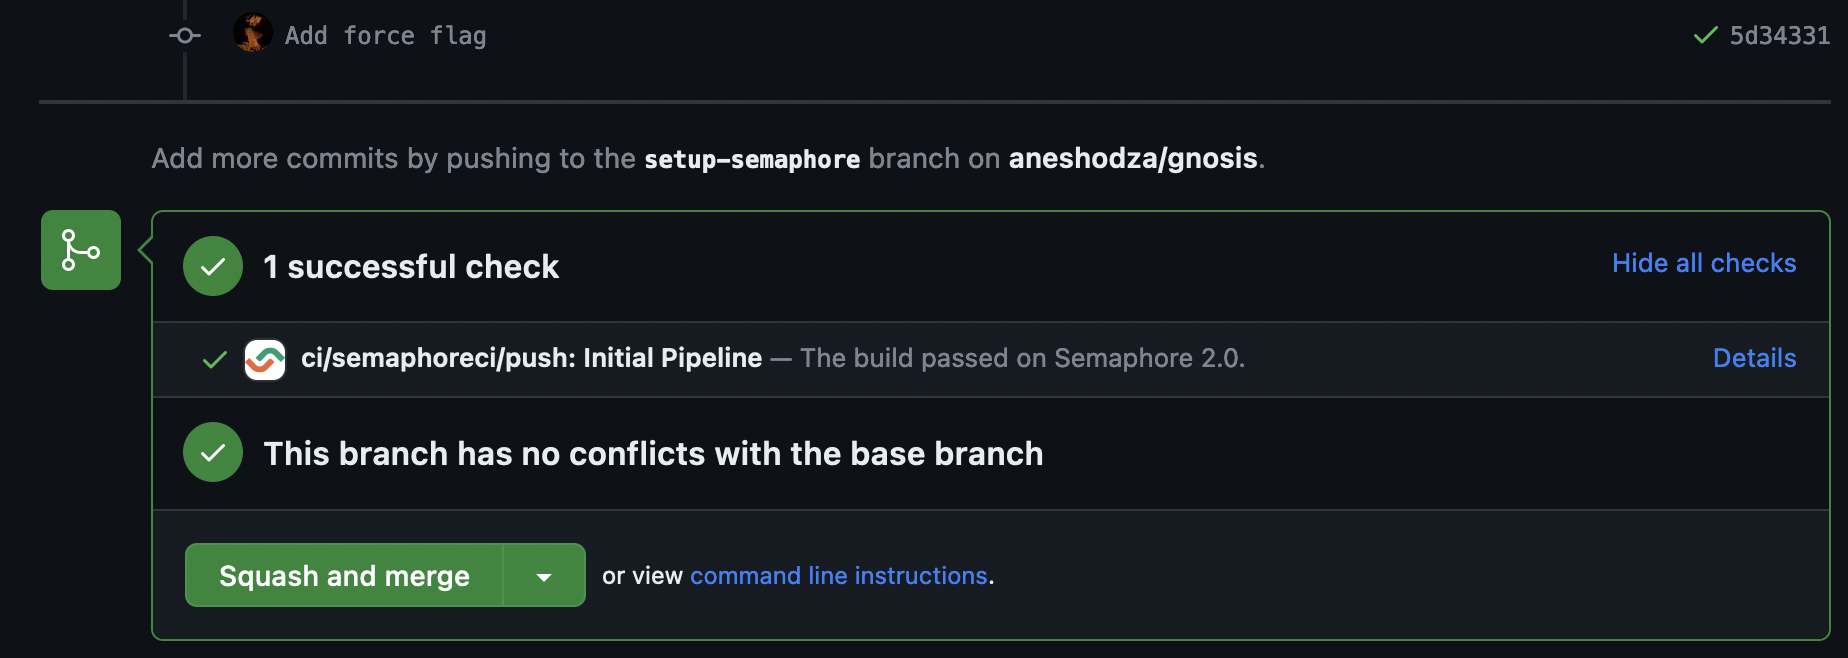 Add force flag 5d34331
Add more commits by pushing to the setup-semaphore branch on aneshodza/gnosis.
1 successful check Hide all checks
ci/semaphoreci/push: Initial Pipeline — The build passed on Semaphore 2.0. Details
This branch has no conflicts with the base branch
Squash and merge or view command line instructions.